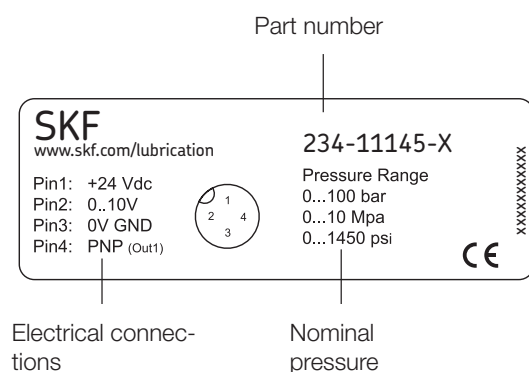 Part number
SKF
www.skf.com/lubrication
Pin1: +24 Vdc
Pin2: 0..10V
Pin3: 0V GND
Pin4: PNP (Out1)
1
2 4
3
234-11145-X
Pressure Range
0...100 bar
0...10 Mpa
0...1450 psi
CE
XXXXXXXXXXXX
Electrical connec-
tions
Nominal
pressure